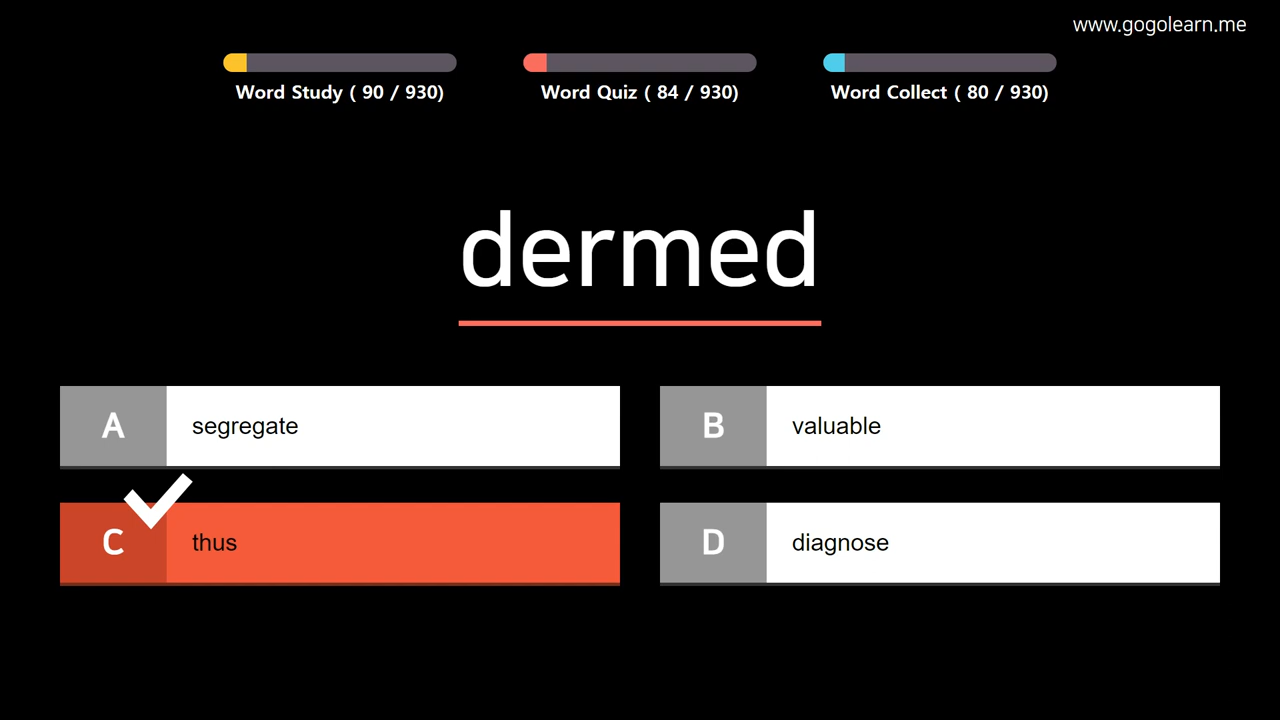 www.gogolearn.me
Word Study ( 90 / 930)
Word Quiz ( 84 / 930)
Word Collect ( 80 / 930)
dermed
A segregate
B valuable
C thus
D diagnose